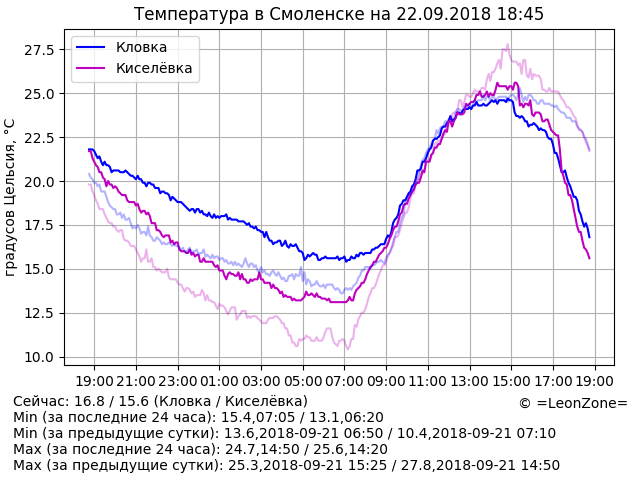 Температура в Смоленске на 22.09.2018 18:45
Кловка
Киселёвка
градусов Цельсия, °C
27.5
25.0
22.5
20.0
17.5
15.0
12.5
10.0
19:00 21:00 23:00 01:00 03:00 05:00 07:00 09:00 11:00 13:00 15:00 17:00 19:00
Сейчас: 16.8 / 15.6 (Кловка / Киселёвка)
© =LeonZone=
Min (за последние 24 часа): 15.4,07:05 / 13.1,06:20
Min (за предыдущие сутки): 13.6,2018-09-21 06:50 / 10.4,2018-09-21 07:10
Max (за последние 24 часа): 24.7,14:50 / 25.6,14:20
Max (за предыдущие сутки): 25.3,2018-09-21 15:25 / 27.8,2018-09-21 14:50